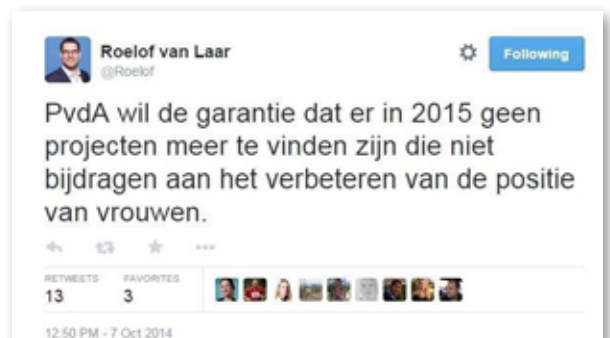 Roelof van Laar
@Roelof
Following
PvdA wil de garantie dat er in 2015 geen
projecten meer te vinden zijn die niet
bijdragen aan het verbeteren van de positie
van vrouwen.
RETWEETS FAVORITES
13 3
12:50 PM - 7 Oct 2014